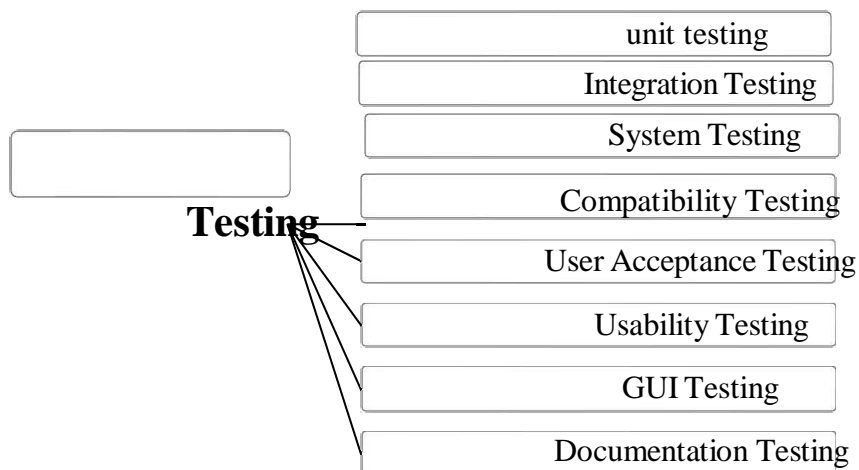 unit testing
Integration Testing
System Testing
Compatibility Testing
Testing
User Acceptance Testing
Usability Testing
GUI Testing
Documentation Testing